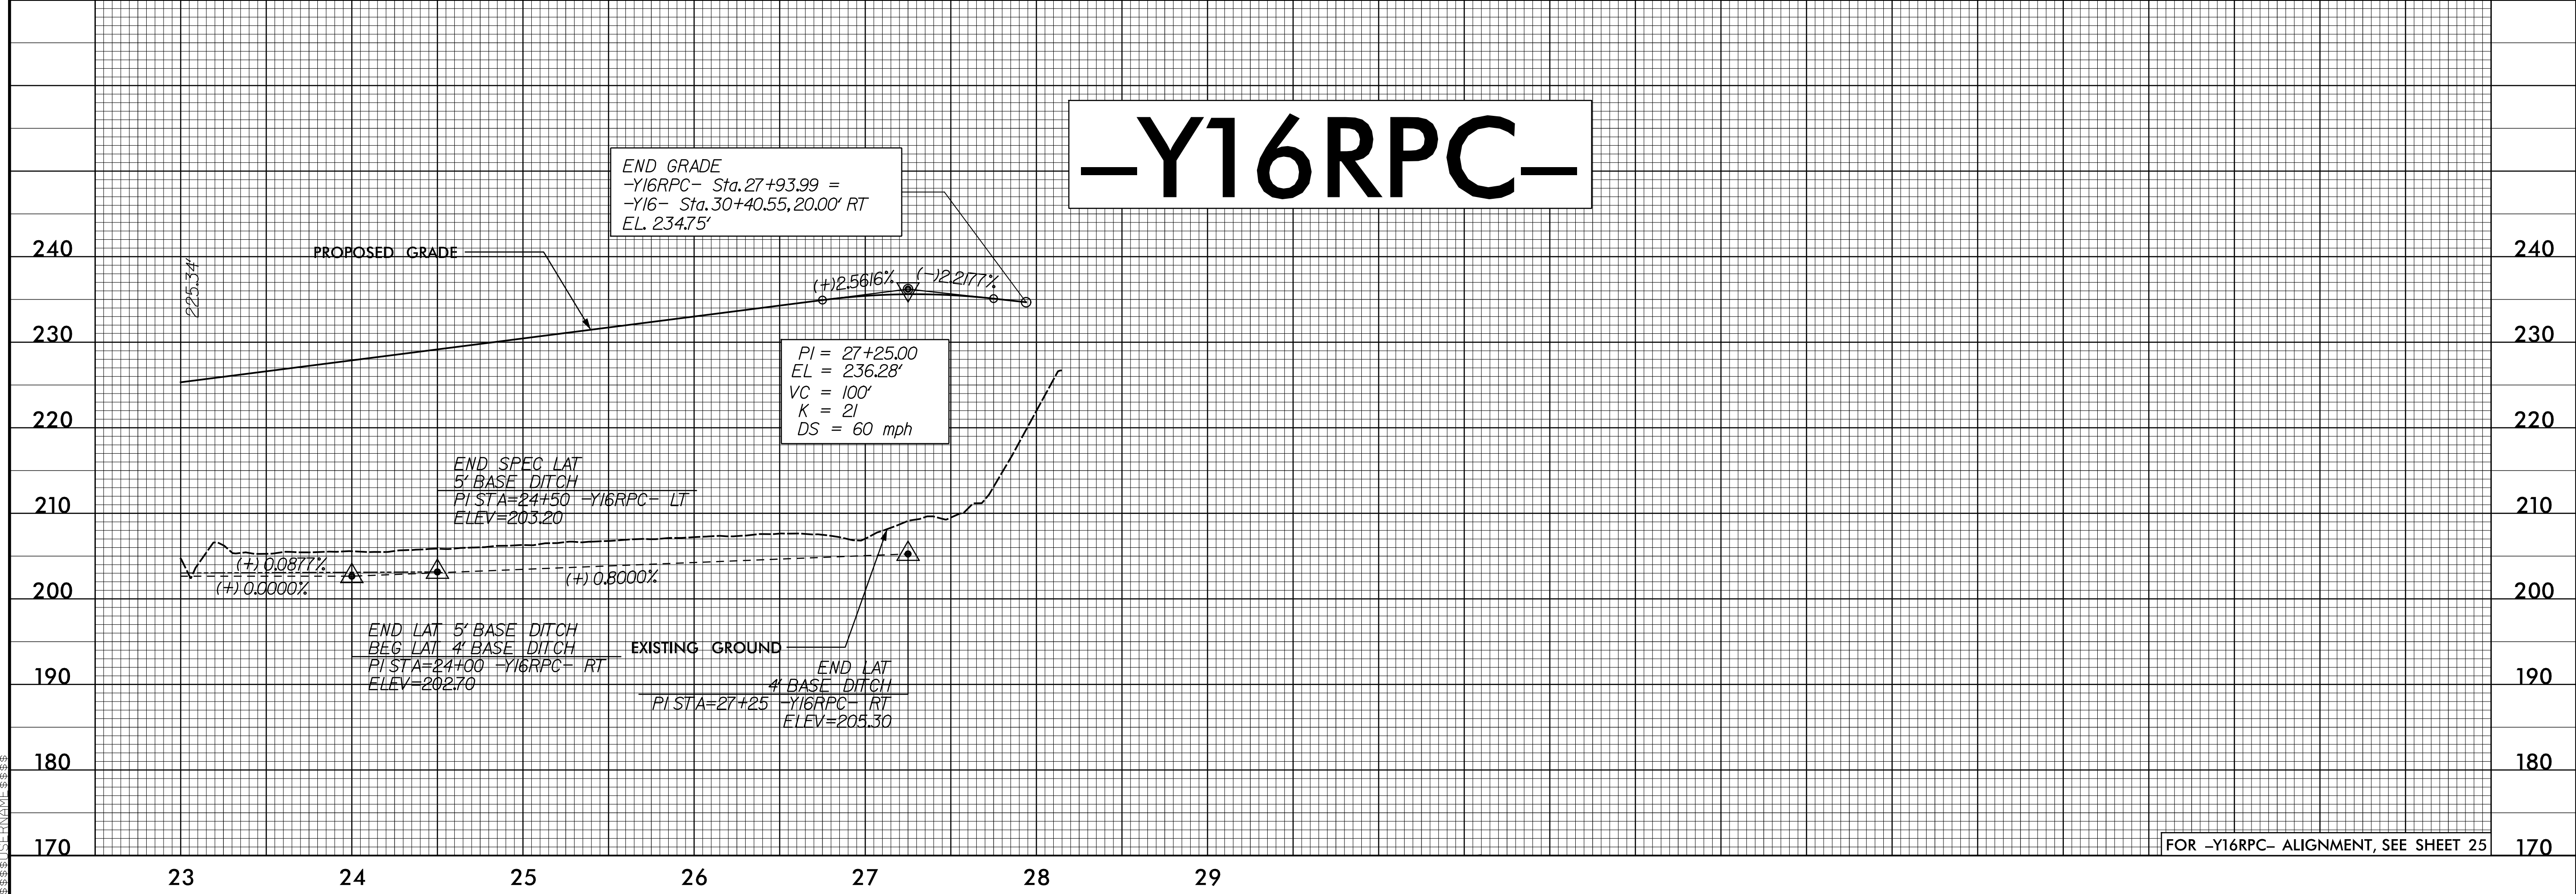 –Y16RPC–
END GRADE
-Y16RPC- Sta. 27+93.99 =
-Y16- Sta. 30+40.55, 20.00' RT
EL. 234.75'
PROPOSED GRADE
225.34'
(+)2.5616%
(-)2.2177%
PI = 27+25.00
EL = 236.28'
VC = 100'
K = 21
DS = 60 mph
END SPEC LAT
5' BASE DITCH
PI STA=24+50 -Y16RPC- LT
ELEV=203.20
(+) 0.0877%
(+) 0.0000%
(+) 0.8000%
END LAT 5' BASE DITCH
BEG LAT 4' BASE DITCH
PI STA=24+00 -Y16RPC- RT
ELEV=202.70
EXISTING GROUND
END LAT
4' BASE DITCH
PI STA=27+25 -Y16RPC- RT
ELEV=205.30
240
230
220
210
200
190
180
170
240
230
220
210
200
190
180
170
FOR –Y16RPC– ALIGNMENT, SEE SHEET 25
23 24 25 26 27 28 29
$$$$USERNAME$$$$